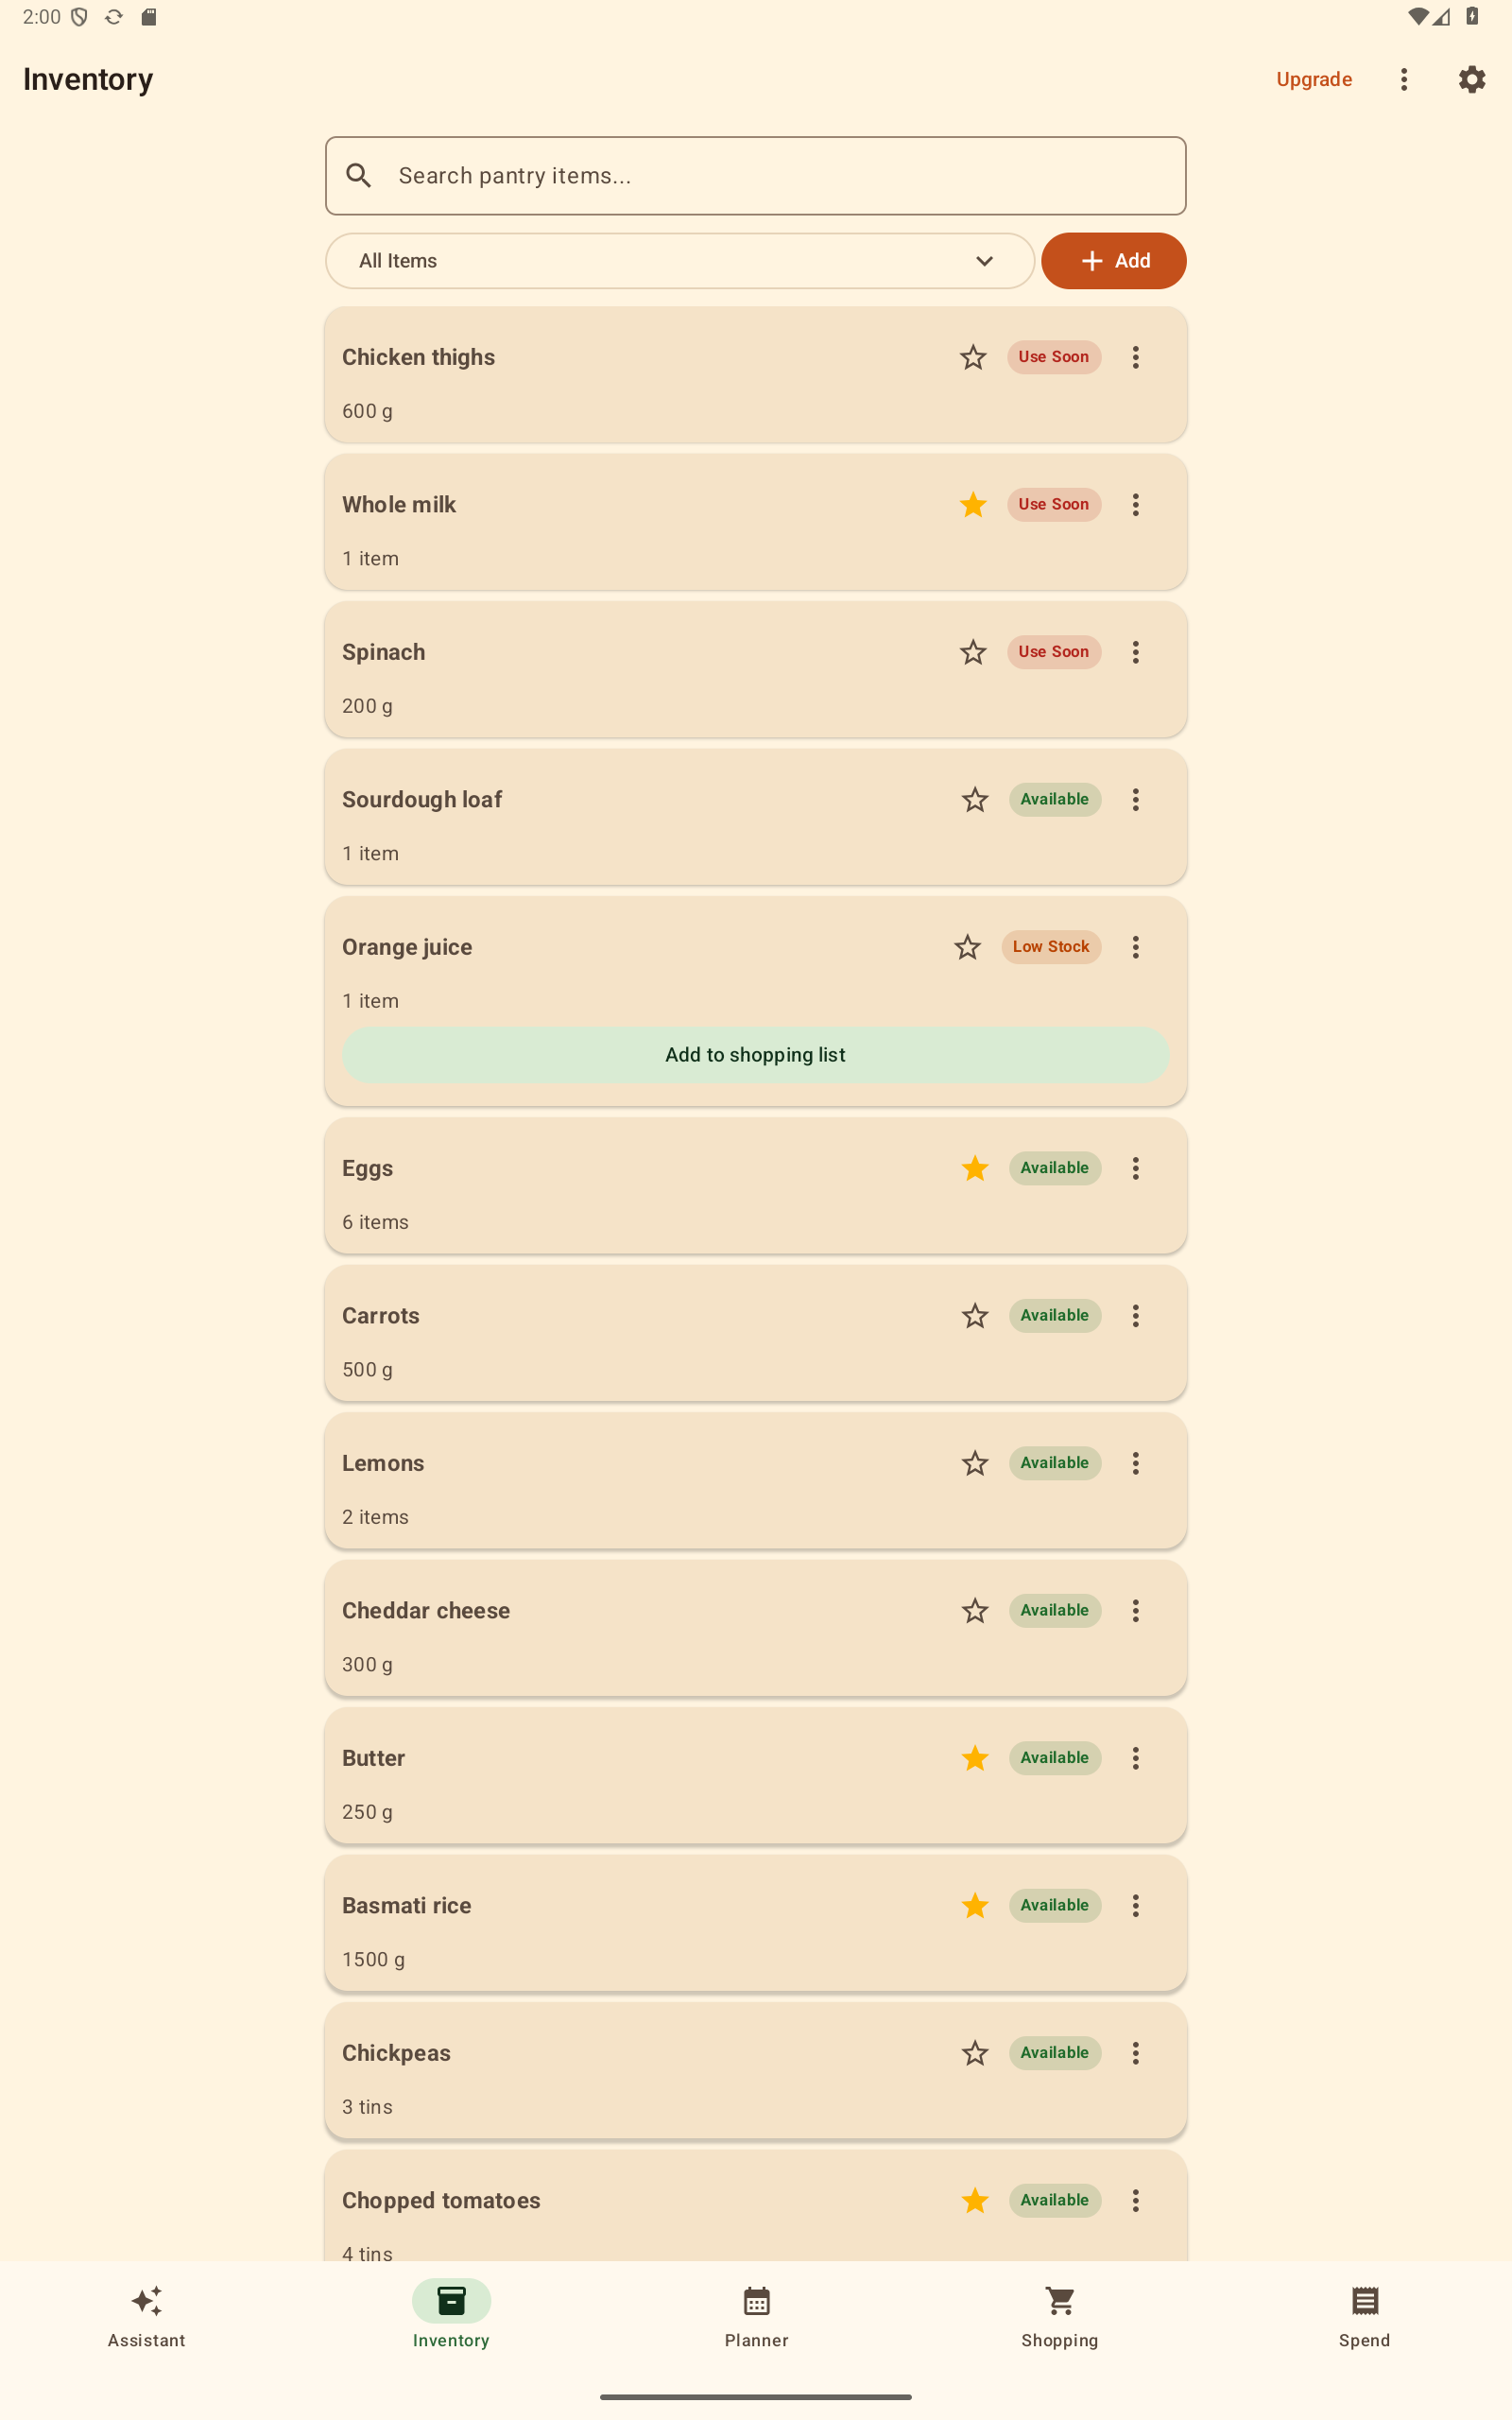 2:00
Inventory
Upgrade
Search pantry items...
All Items
Add
Chicken thighs
Use Soon
600 g
Whole milk
Use Soon
1 item
Spinach
Use Soon
200 g
Sourdough loaf
Available
1 item
Orange juice
Low Stock
1 item
Add to shopping list
Eggs
Available
6 items
Carrots
Available
500 g
Lemons
Available
2 items
Cheddar cheese
Available
300 g
Butter
Available
250 g
Basmati rice
Available
1500 g
Chickpeas
Available
3 tins
Chopped tomatoes
Available
4 tins
Assistant
Inventory
Planner
Shopping
Spend